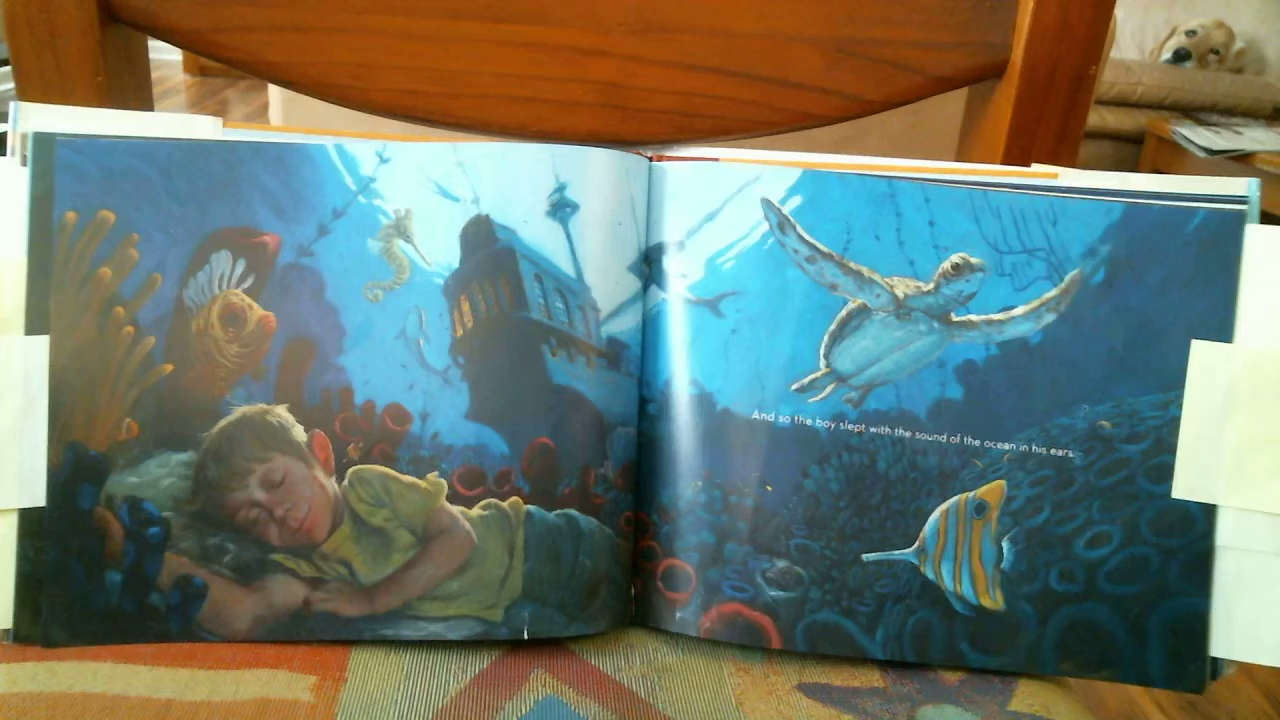 And so the boy slept with the sound of the ocean in his ears.